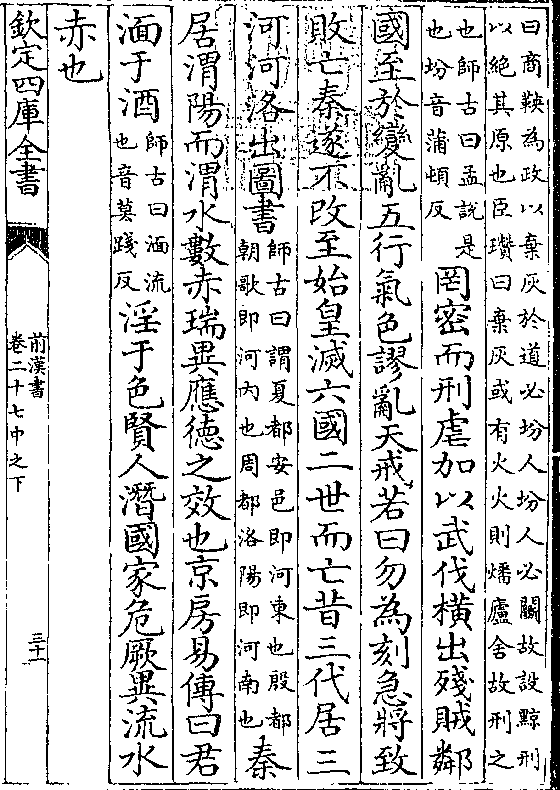 曰商鞅為政以棄灰於道必坋人坋人必鬬故設黥刑
以絶其原也臣瓚曰棄灰或有火火則燔廬舍故刑之
也師古曰孟說是
也坋音蒲頓反
罔密而刑虐加以武伐横出殘賊鄰
國至於變亂五行氣色謬亂天戒若曰勿為刻急將致
敗亡秦遂不改至始皇滅六國二世而亡昔三代居三
河河洛出圖書
師古曰謂夏都安邑即河東也殷都
朝歌即河内也周都洛陽即河南也
秦
居渭陽而渭水數赤瑞異應德之效也京房易傳曰君
湎于酒
師古曰湎流
也音莫踐反
淫于色賢人潛國家危厥異流水
赤也
欽定四庫全書
前漢書
卷二十七中之下
三十一